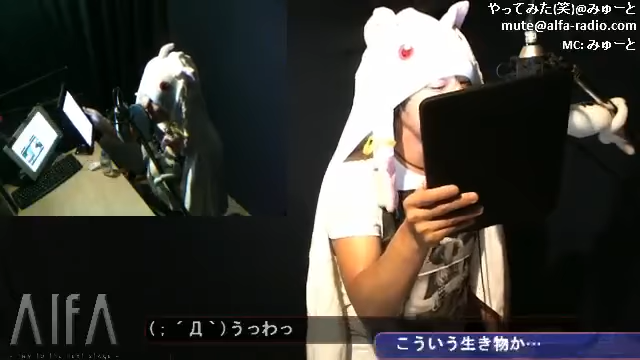 やってみた(笑)@みゅーと
mute@alfa-radio.com
MC: みゅーと
AlfA
(；´Д｀)うっわっ
こういう生き物か…